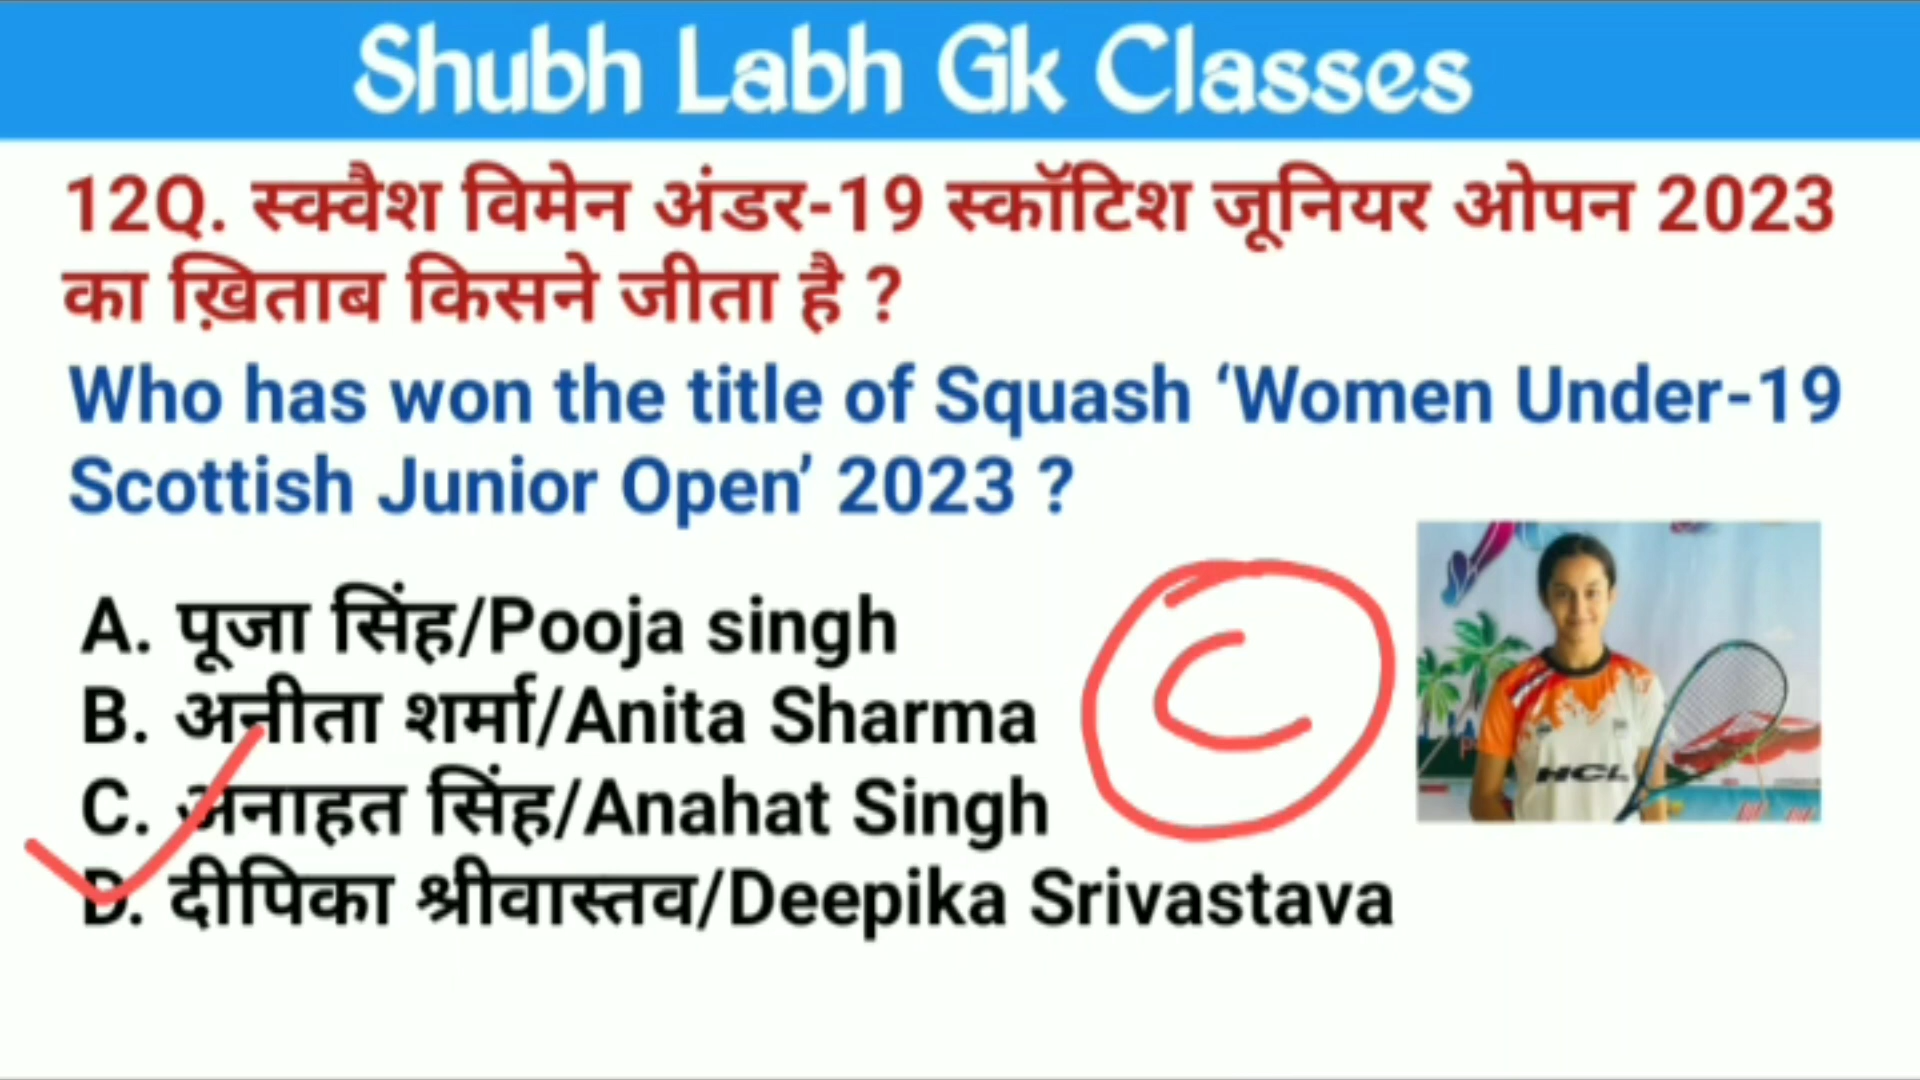 Shubh Labh Gk Classes
12Q. स्क्वैश विमेन अंडर-19 स्कॉटिश जूनियर ओपन 2023
का ख़िताब किसने जीता है ?
Who has won the title of Squash ‘Women Under-19
Scottish Junior Open’ 2023 ?
A. पूजा सिंह/Pooja singh
B. अनीता शर्मा/Anita Sharma
C. अनाहत सिंह/Anahat Singh
D. दीपिका श्रीवास्तव/Deepika Srivastava
C
HCL